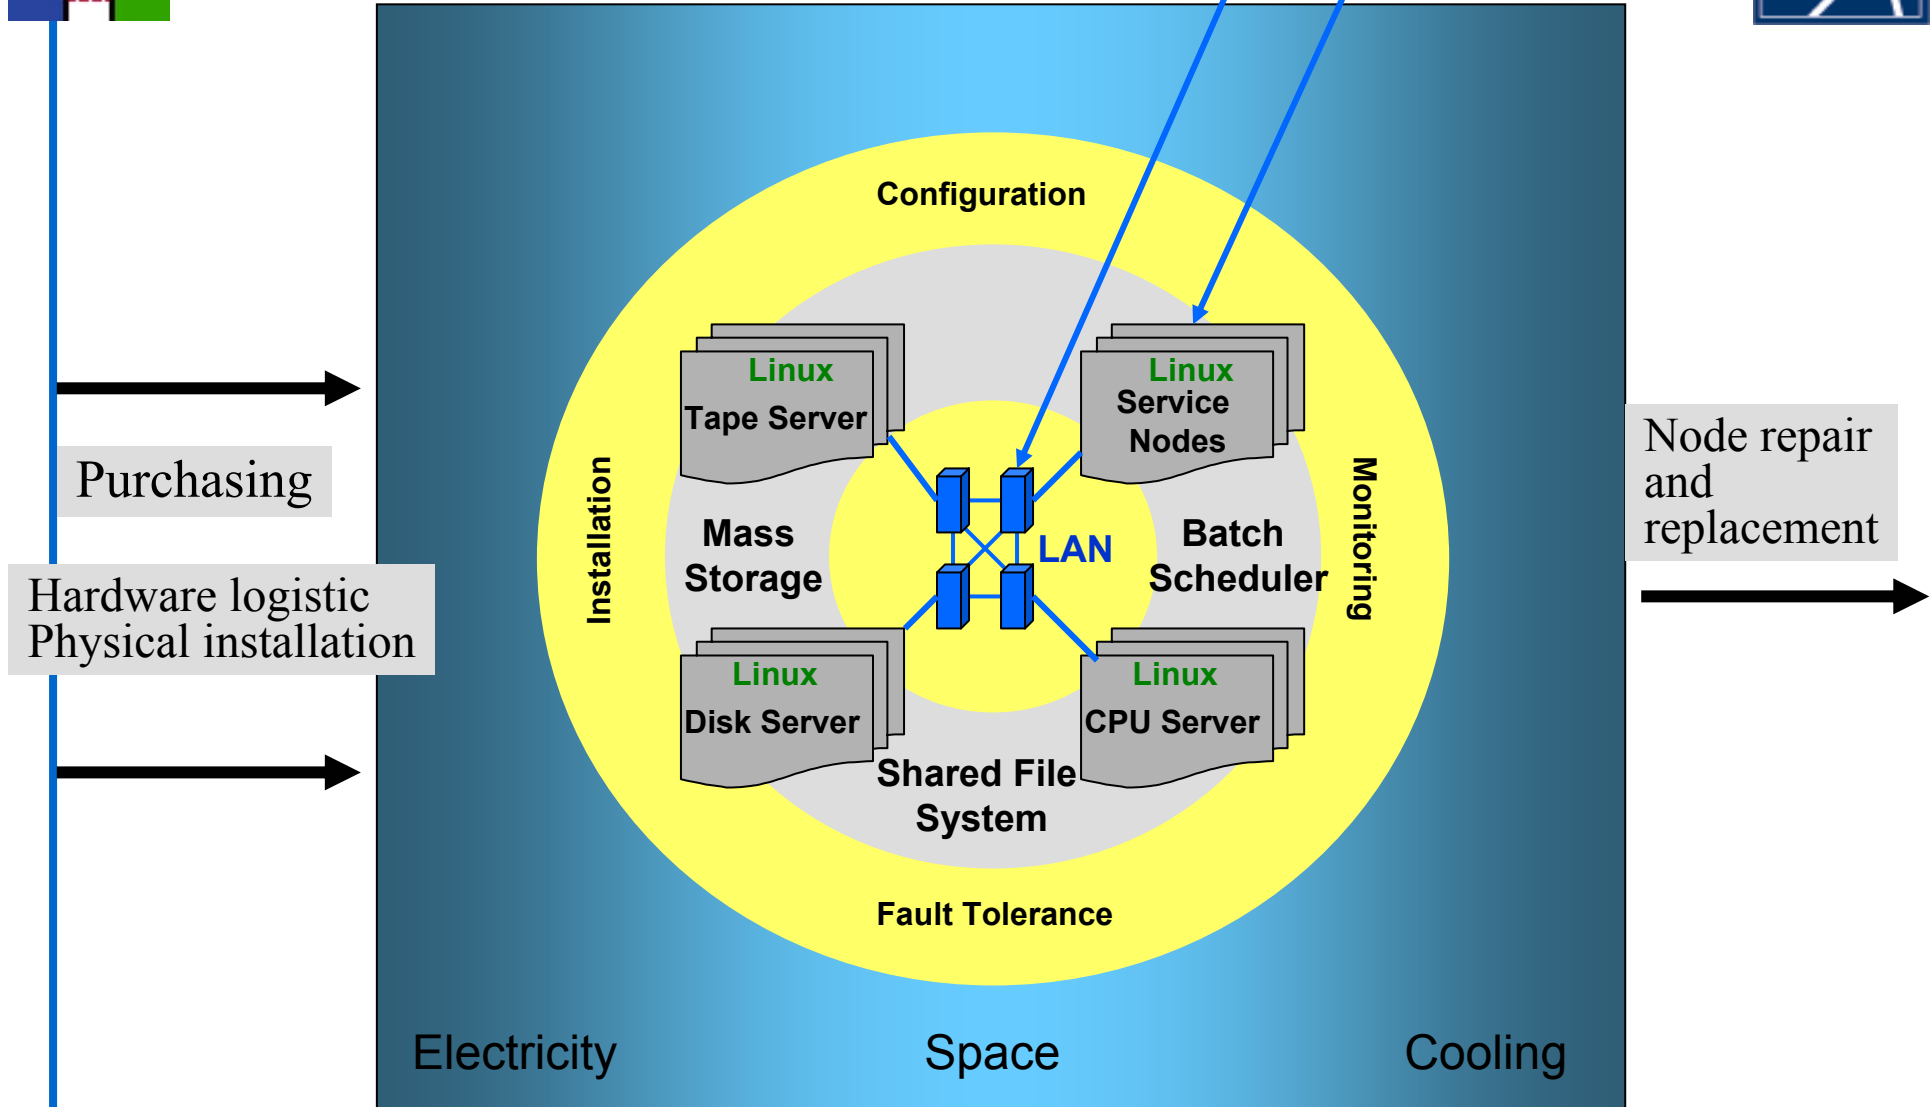 Configuration
Linux
Tape Server
Linux
Service
Nodes
Purchasing
Installation
Mass
Storage
LAN
Batch
Scheduler
Monitoring
Node repair
and
replacement
Hardware logistic
Physical installation
Linux
Disk Server
Linux
CPU Server
Shared File
System
Fault Tolerance
Electricity
Space
Cooling